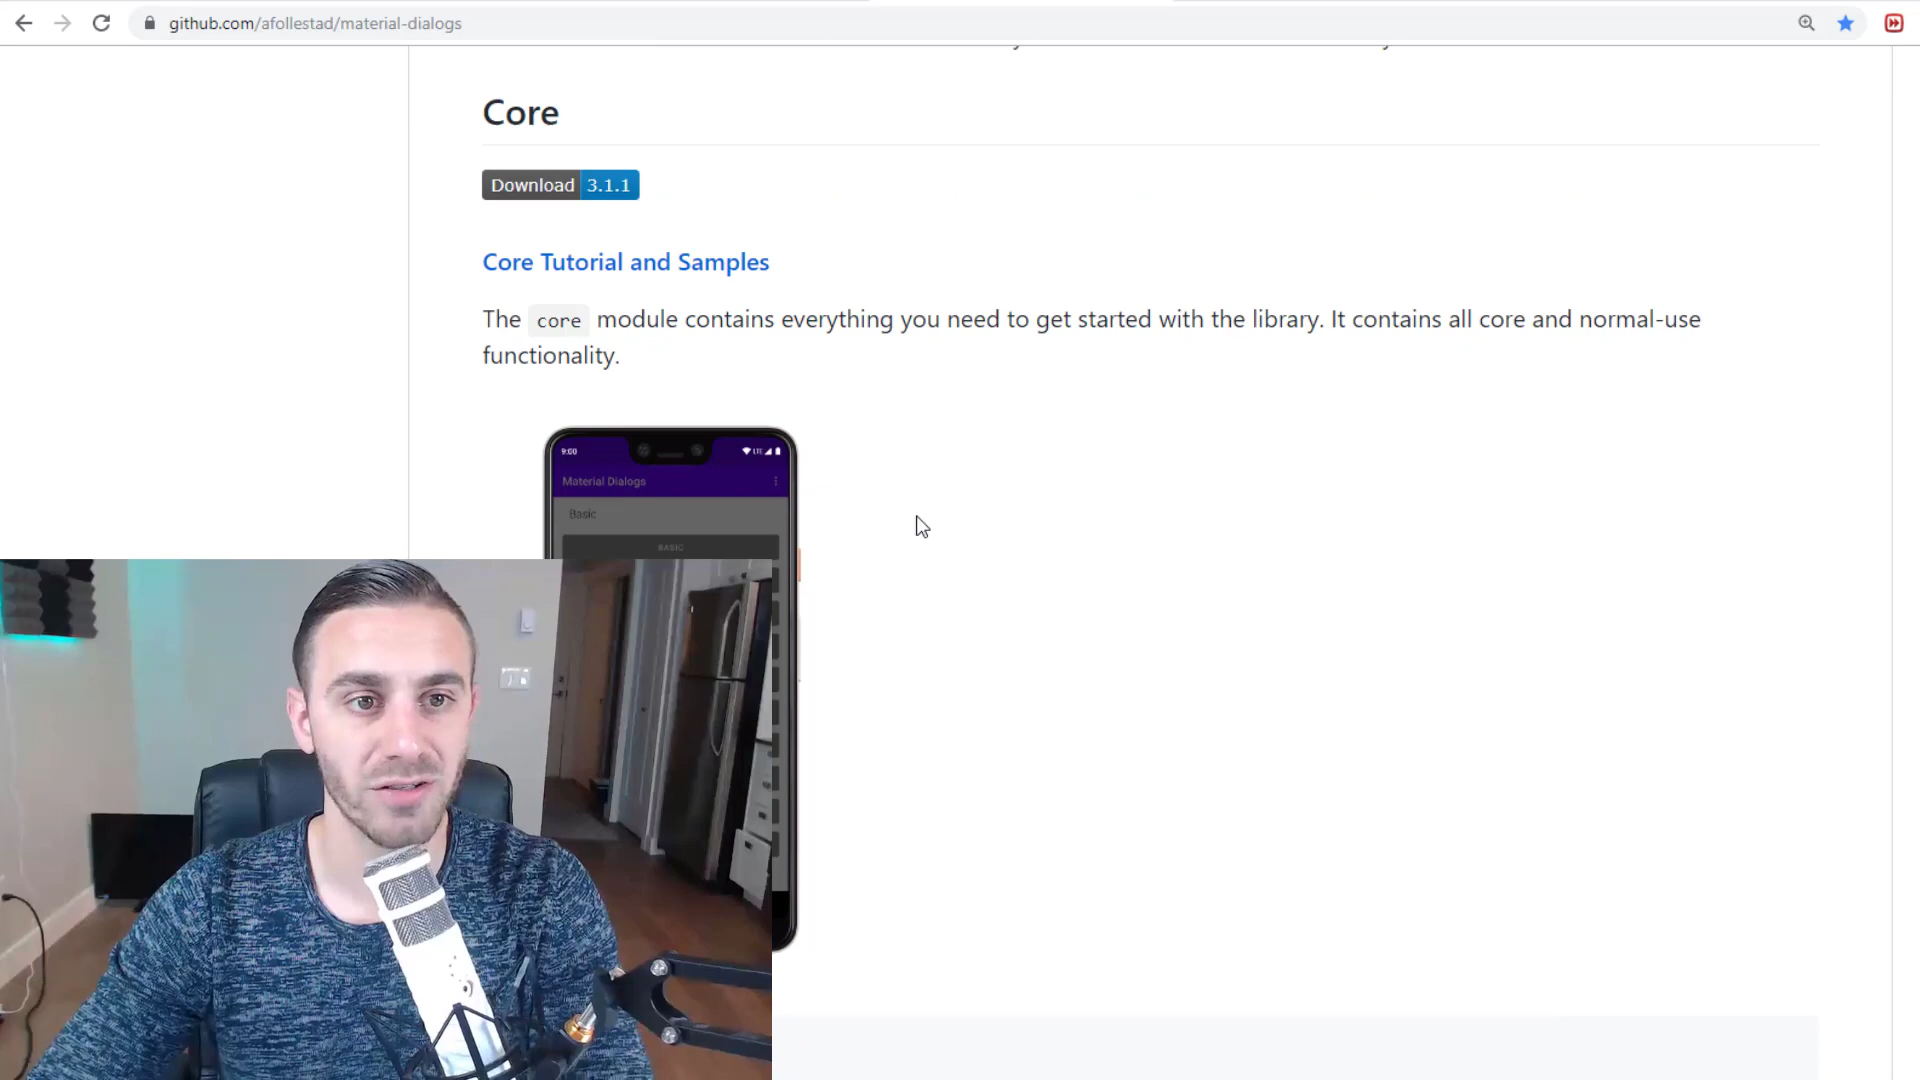 github.com/afollestad/material-dialogs
Core
Download 3.1.1
Core Tutorial and Samples
The core module contains everything you need to get started with the library. It contains all core and normal-use
functionality.
9:00
LTE
Material Dialogs
Basic
BASIC